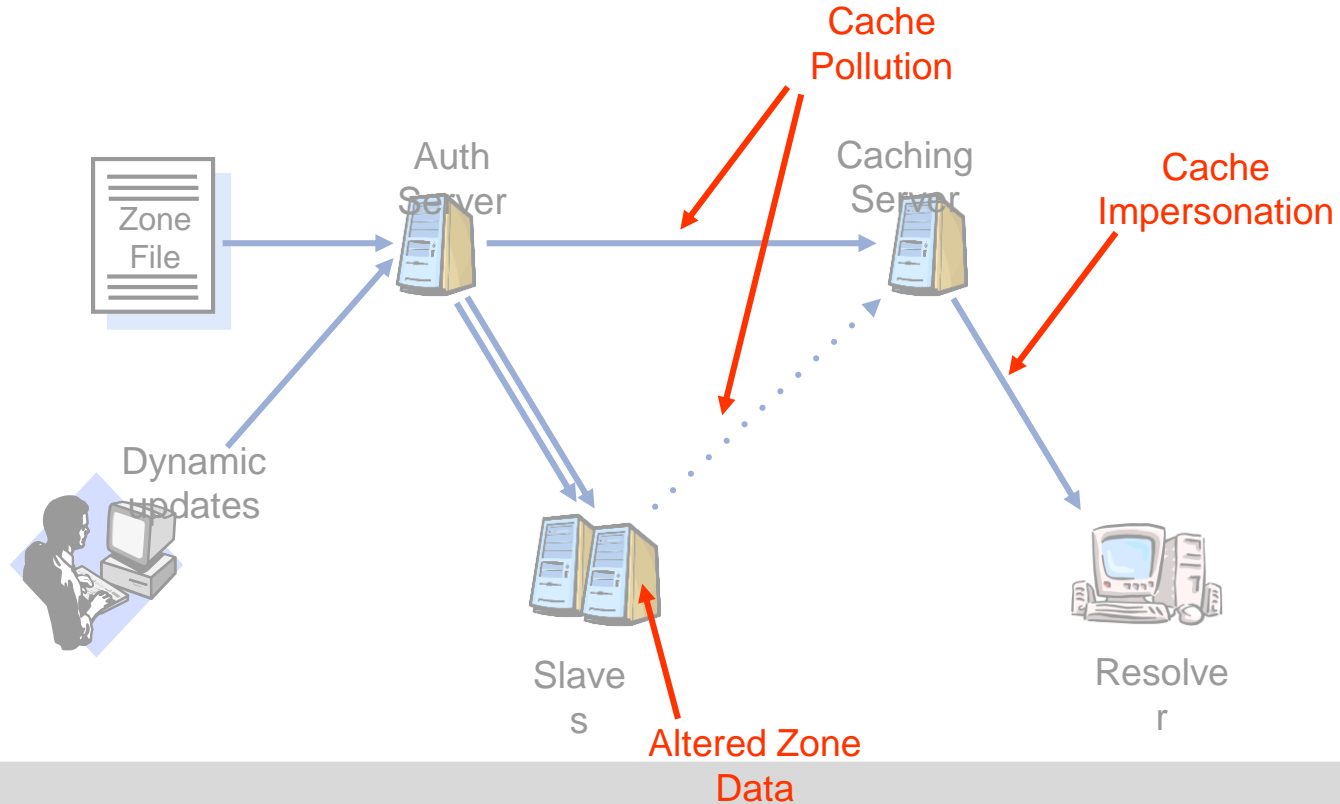 Cache
Pollution
Auth
Server
Caching
Server
Cache
Impersonation
Zone
File
Dynamic
updates
Slave
s
Resolve
r
Altered Zone
Data